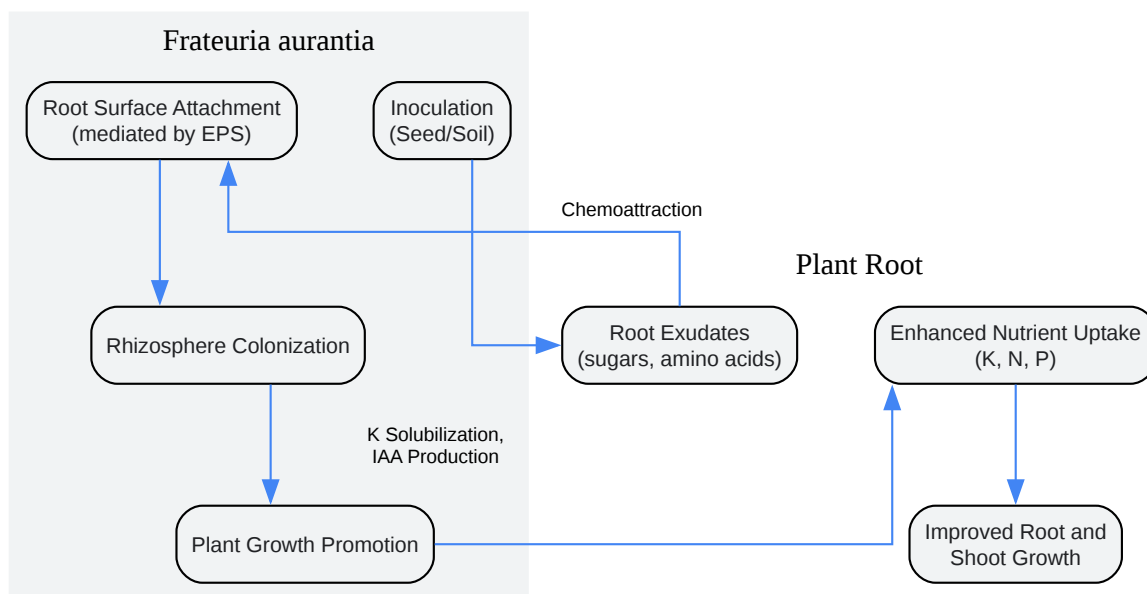 Frateuria aurantia
Root Surface Attachment
(mediated by EPS)
Inoculation
(Seed/Soil)
Chemoattraction
Plant Root
Rhizosphere Colonization
Root Exudates
(sugars, amino acids)
Enhanced Nutrient Uptake
(K, N, P)
K Solubilization,
IAA Production
Plant Growth Promotion
Improved Root and
Shoot Growth